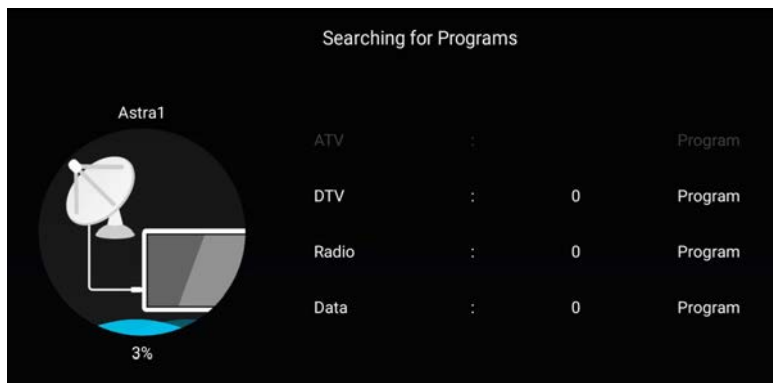 Searching for Programs
Astra1
ATV : Program
DTV : 0 Program
Radio : 0 Program
Data : 0 Program
3%